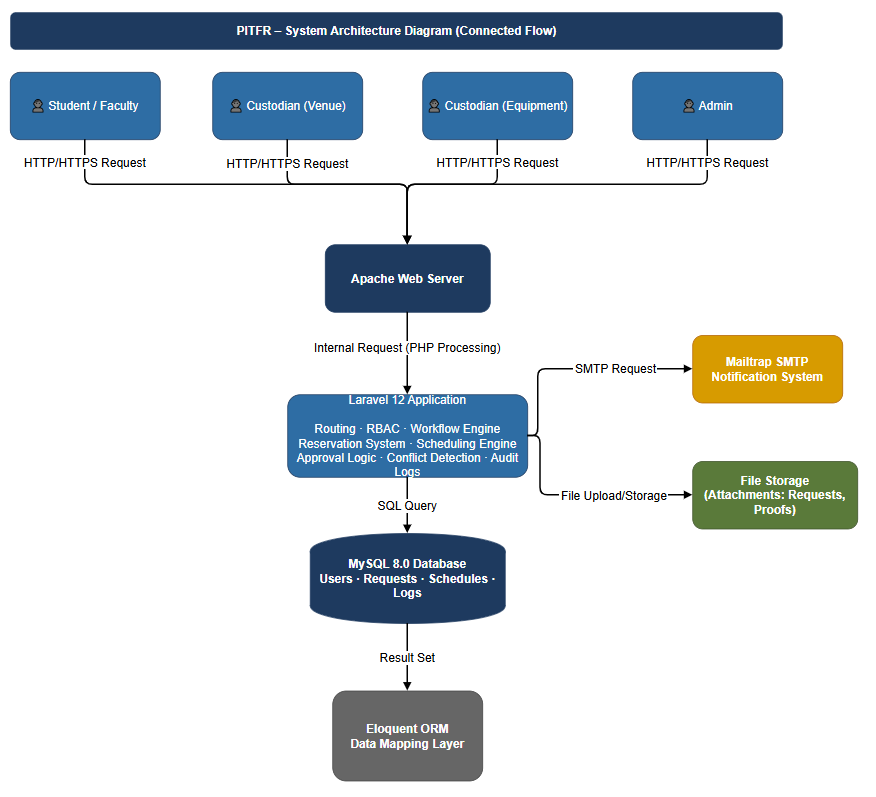 PITFR – System Architecture Diagram (Connected Flow)
Student / Faculty
Custodian (Venue)
Custodian (Equipment)
Admin
HTTP/HTTPS Request
HTTP/HTTPS Request
HTTP/HTTPS Request
HTTP/HTTPS Request
Apache Web Server
Internal Request (PHP Processing)
Laravel 12 Application
Routing · RBAC · Workflow Engine
Reservation System · Scheduling Engine
Approval Logic · Conflict Detection · Audit
Logs
SMTP Request
Mailtrap SMTP
Notification System
File Upload/Storage
File Storage
(Attachments: Requests,
Proofs)
SQL Query
MySQL 8.0 Database
Users · Requests · Schedules ·
Logs
Result Set
Eloquent ORM
Data Mapping Layer